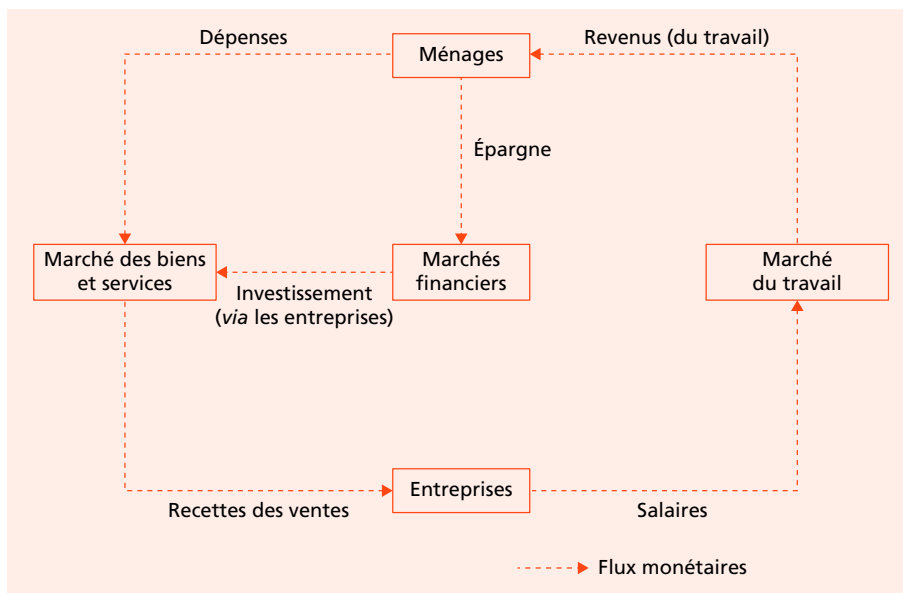 Dépenses
Ménages
Revenus (du travail)
Épargne
Marché des biens
et services
Investissement
(via les entreprises)
Marchés
financiers
Marché
du travail
Recettes des ventes
Entreprises
Salaires
Flux monétaires